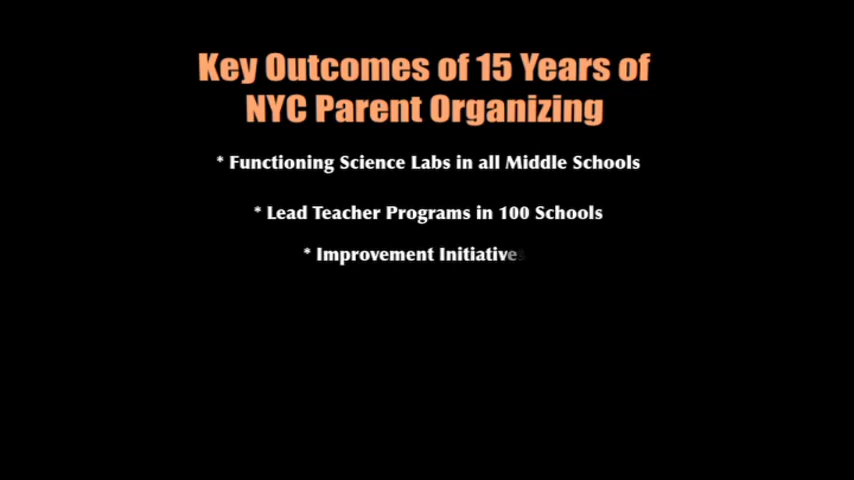 Key Outcomes of 15 Years of
NYC Parent Organizing
* Functioning Science Labs in all Middle Schools
* Lead Teacher Programs in 100 Schools
* Improvement Initiatives